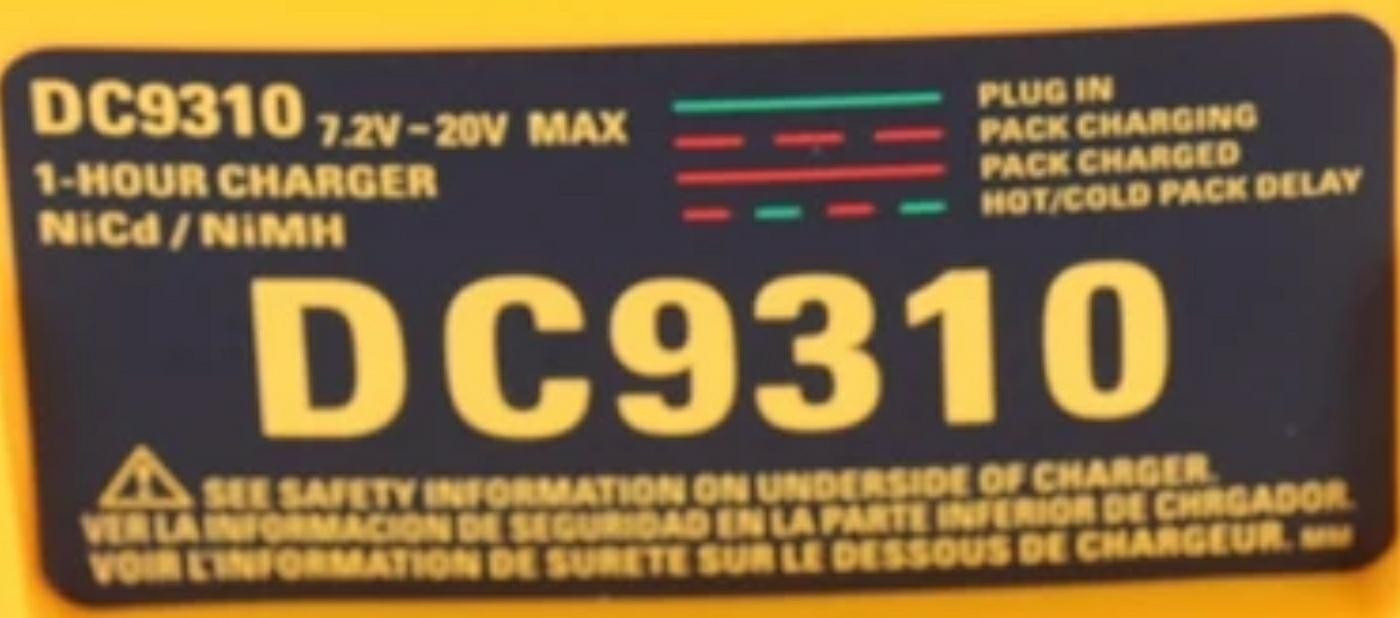 DC9310 7.2V-20V MAX
1-HOUR CHARGER
NiCd / NiMH
PLUG IN
PACK CHARGING
PACK CHARGED
HOT/COLD PACK DELAY
DC9310
SEE SAFETY INFORMATION ON UNDERSIDE OF CHARGER.
VER LA INFORMACION DE SEGURIDAD EN LA PARTE INFERIOR DE CHRGADOR.
VOIR L'INFORMATION DE SURETE SUR LE DESSOUS DE CHARGEUR.